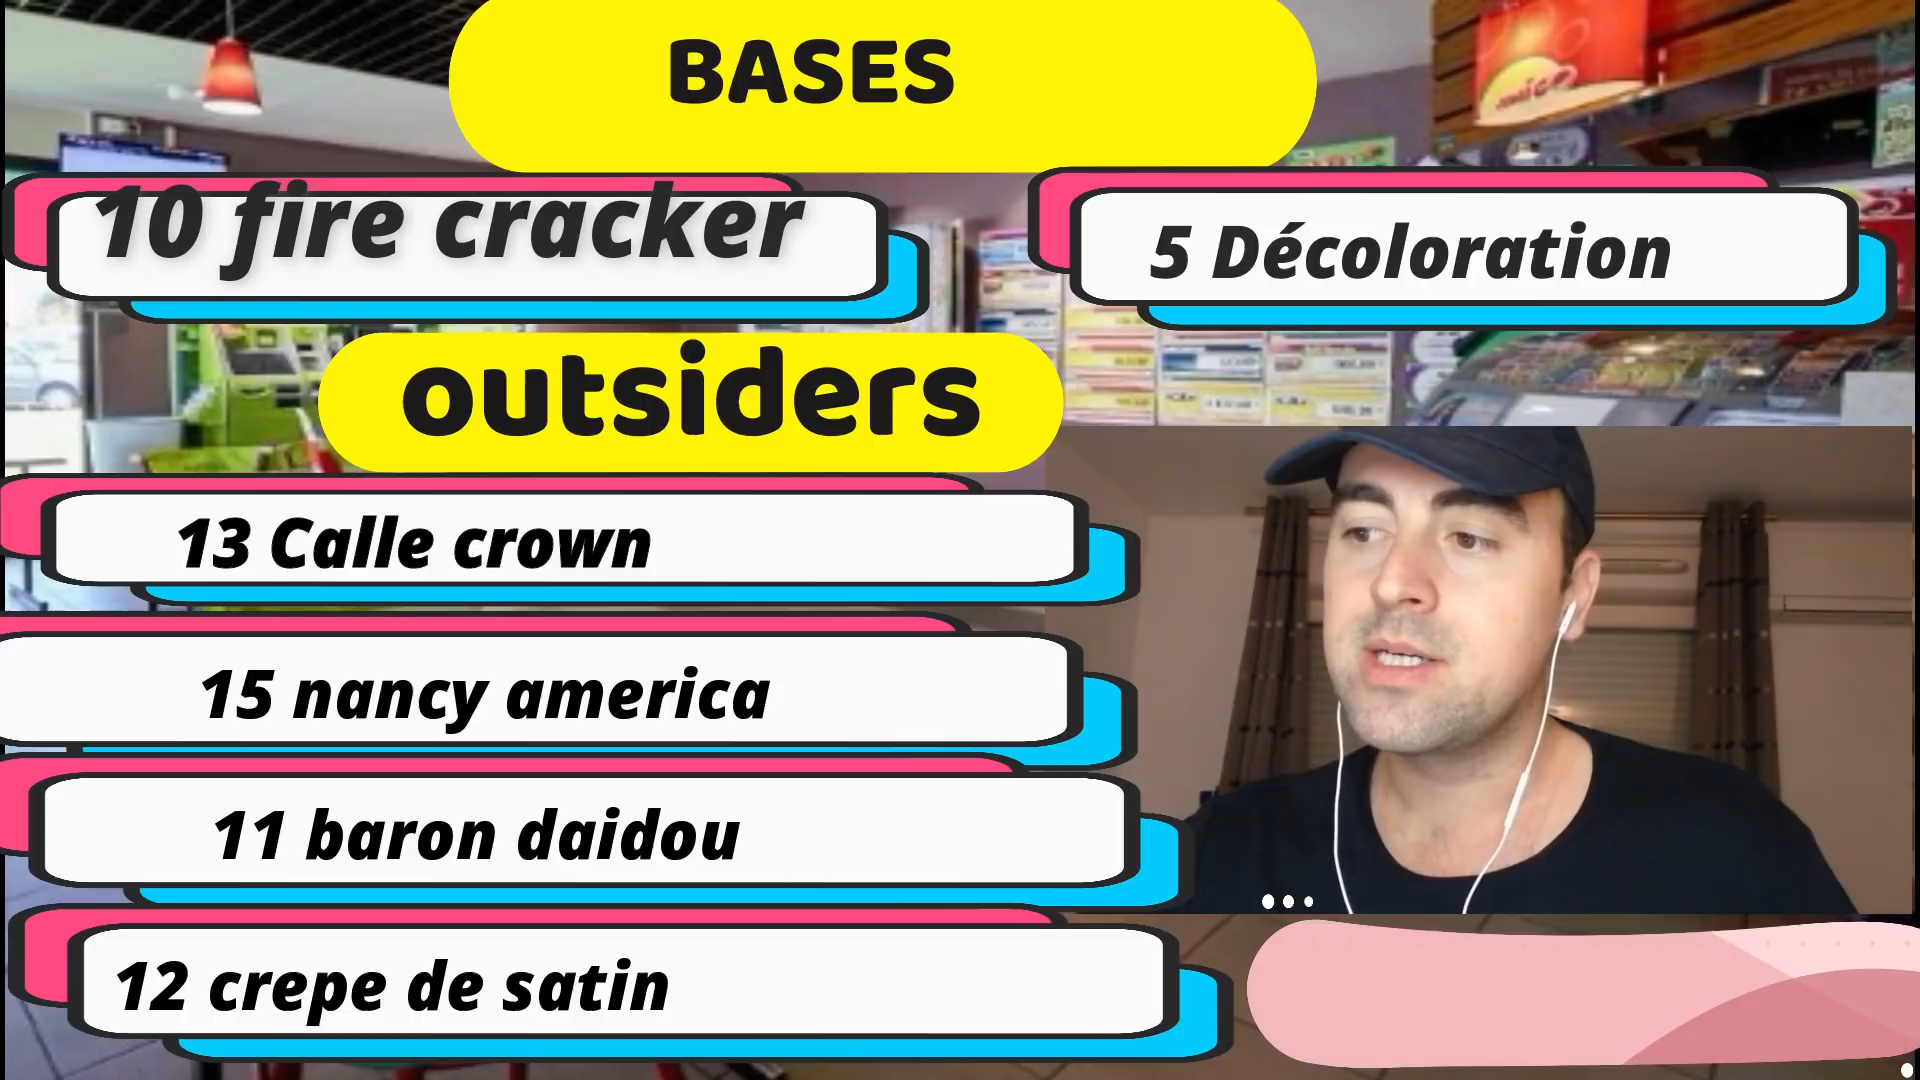 BASES
10 fire cracker
5 Décoloration
outsiders
13 Calle crown
15 nancy america
11 baron daidou
12 crepe de satin